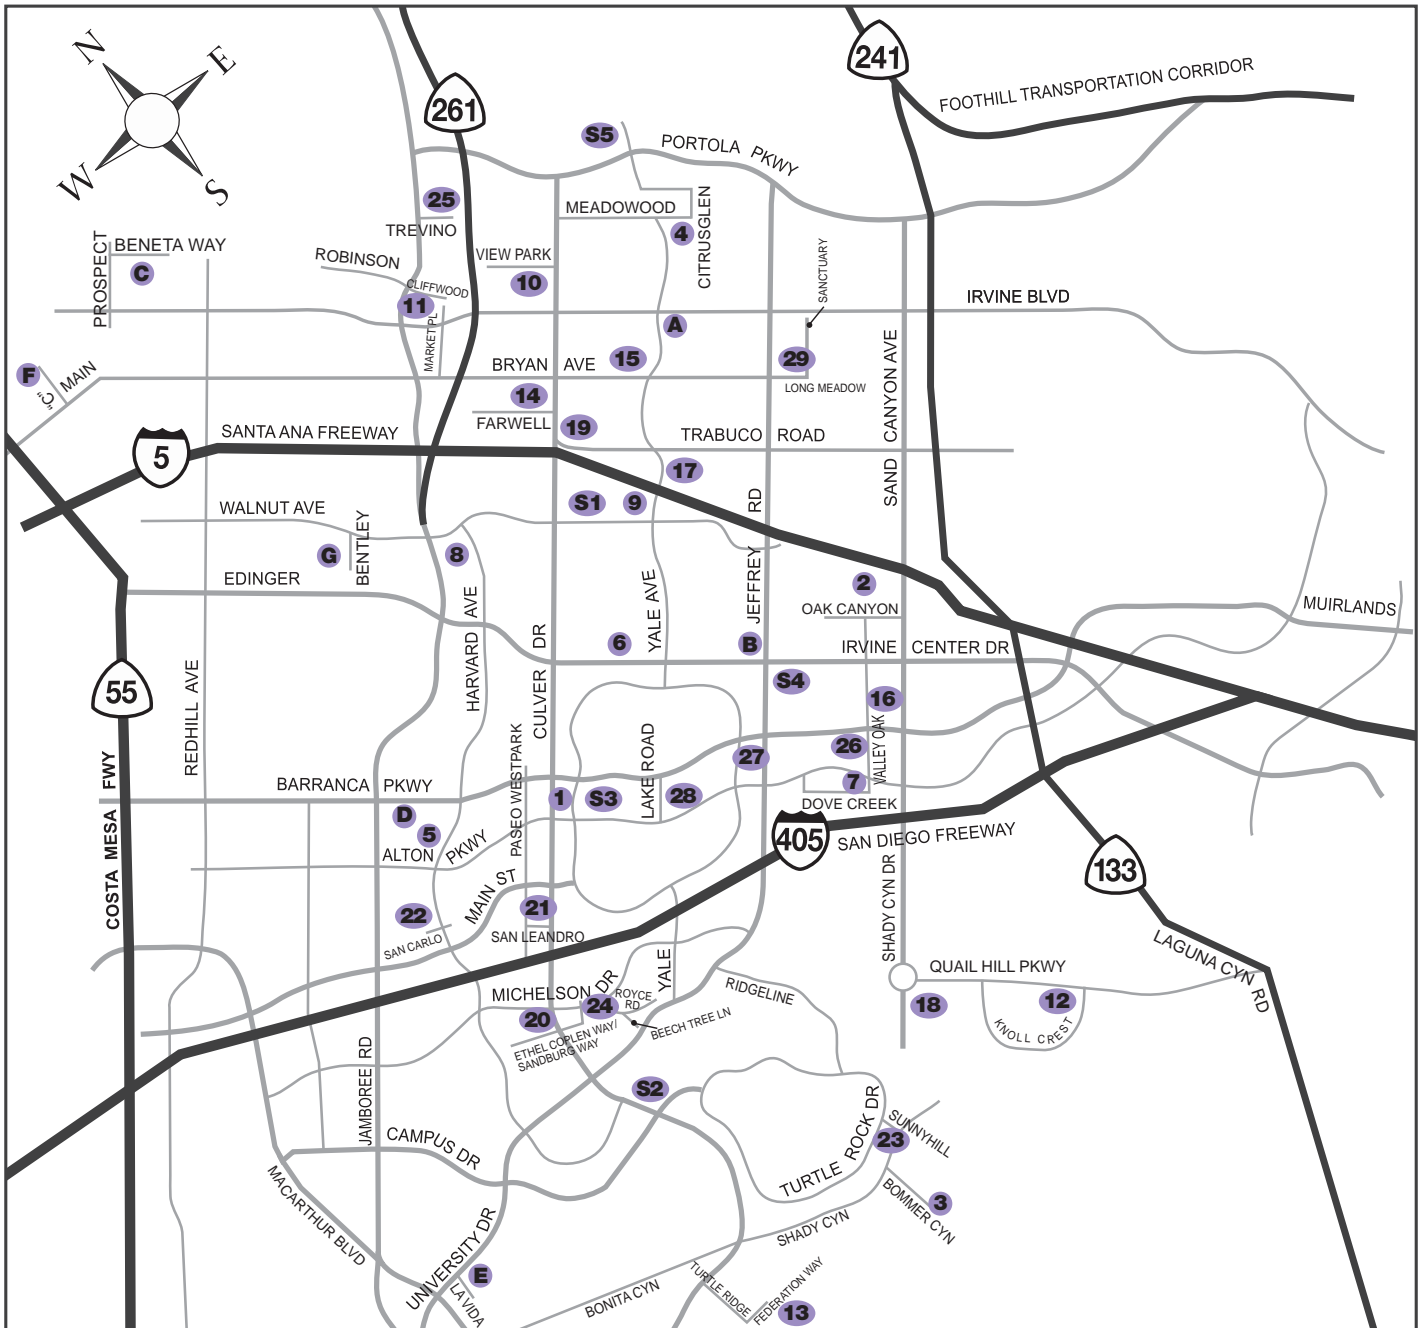 N
E
W
S
261
241
FOOTHILL TRANSPORTATION CORRIDOR
S5
PORTOLA PKWY
25
TREVINO
MEADOWOOD
4
CITRUSGLEN
PROSPECT
BENETA WAY
C
ROBINSON
CLIFFWOOD
11
MARKET PL
VIEW PARK
10
SANCTUARY
IRVINE BLVD
A
F
"C"
MAIN
BRYAN AVE
15
29
LONG MEADOW
14
FARWELL
19
SAND CANYON AVE
SANTA ANA FREEWAY
5
TRABUCO ROAD
17
S1
9
WALNUT AVE
G
BENTLEY
8
JEFFREY RD
EDINGER
2
OAK CANYON
MUIRLANDS
HARVARD AVE
CULVER DR
6
YALE AVE
B
IRVINE CENTER DR
55
REDHILL AVE
S4
16
VALLEY OAK
26
27
7
DOVE CREEK
COSTA MESA FWY
BARRANCA PKWY
PASEO WESTPARK
1
S3
LAKE ROAD
28
D
5
ALTON PKWY
405
SAN DIEGO FREEWAY
133
MAIN ST
22
SAN CARLO
21
SAN LEANDRO
SHADY CYN DR
LAGUNA CYN RD
QUAIL HILL PKWY
18
12
KNOLL CREST
MICHELSON DR
24
ROYCE
RD
YALE
RIDGELINE
20
BEECH TREE LN
ETHEL COPLEN WAY/
SANDBURG WAY
JAMBOREE RD
S2
CAMPUS DR
TURTLE ROCK DR
SUNNYHILL
23
3
BOMMER CYN
MACARTHUR BLVD
UNIVERSITY DR
E
LA VIDA
SHADY CYN
BONITA CYN
TURTLE RIDGE
FEDERATION WAY
13